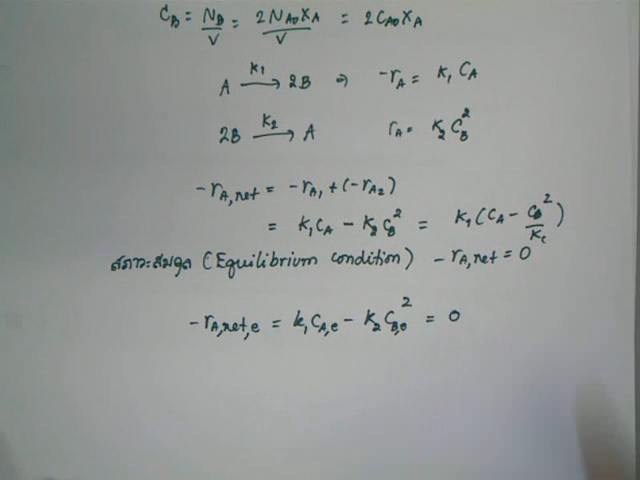 C_B = N_B/V = 2N_A0 X_A/V = 2C_A0 X_A
A —k_1→ 2B ⇒ -r_A = k_1 C_A
2B —k_2→ A r_A = k_2 C_B^2
-r_A,net = -r_A1 + (-r_A2)
= k_1 C_A - k_2 C_B^2 = k_1 (C_A - C_B^2/K_C)
สภาวะสมดุล (Equilibrium condition) -r_A,net = 0
-r_A,net,e = k_1 C_A,e - k_2 C_B,e^2 = 0